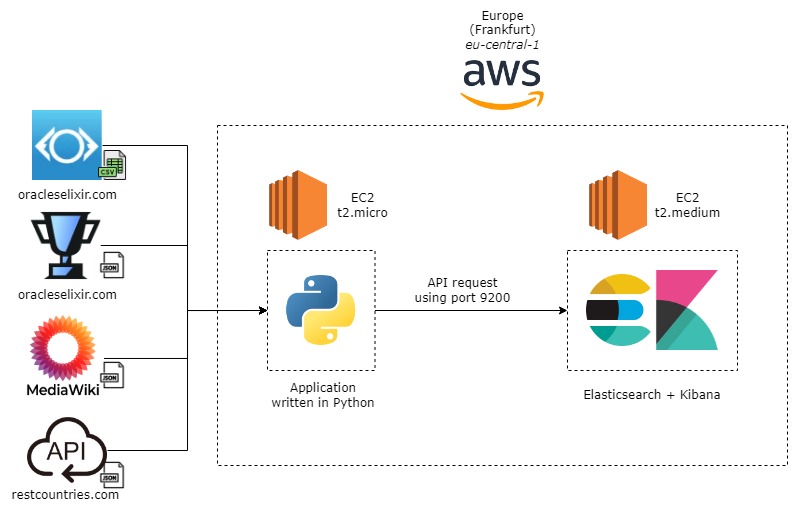 Europe
(Frankfurt)
eu-central-1
aws
CSV
oracleselixir.com
JSON
oracleselixir.com
MediaWiki
JSON
API
JSON
restcountries.com
EC2
t2.micro
Application
written in Python
API request
using port 9200
EC2
t2.medium
Elasticsearch + Kibana